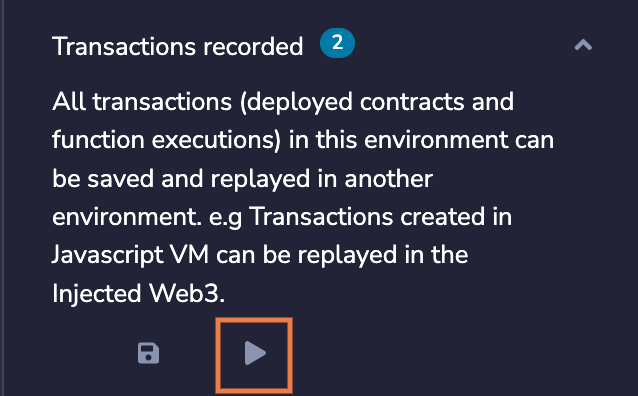 Transactions recorded 2
All transactions (deployed contracts and
function executions) in this environment can
be saved and replayed in another
environment. e.g Transactions created in
Javascript VM can be replayed in the
Injected Web3.